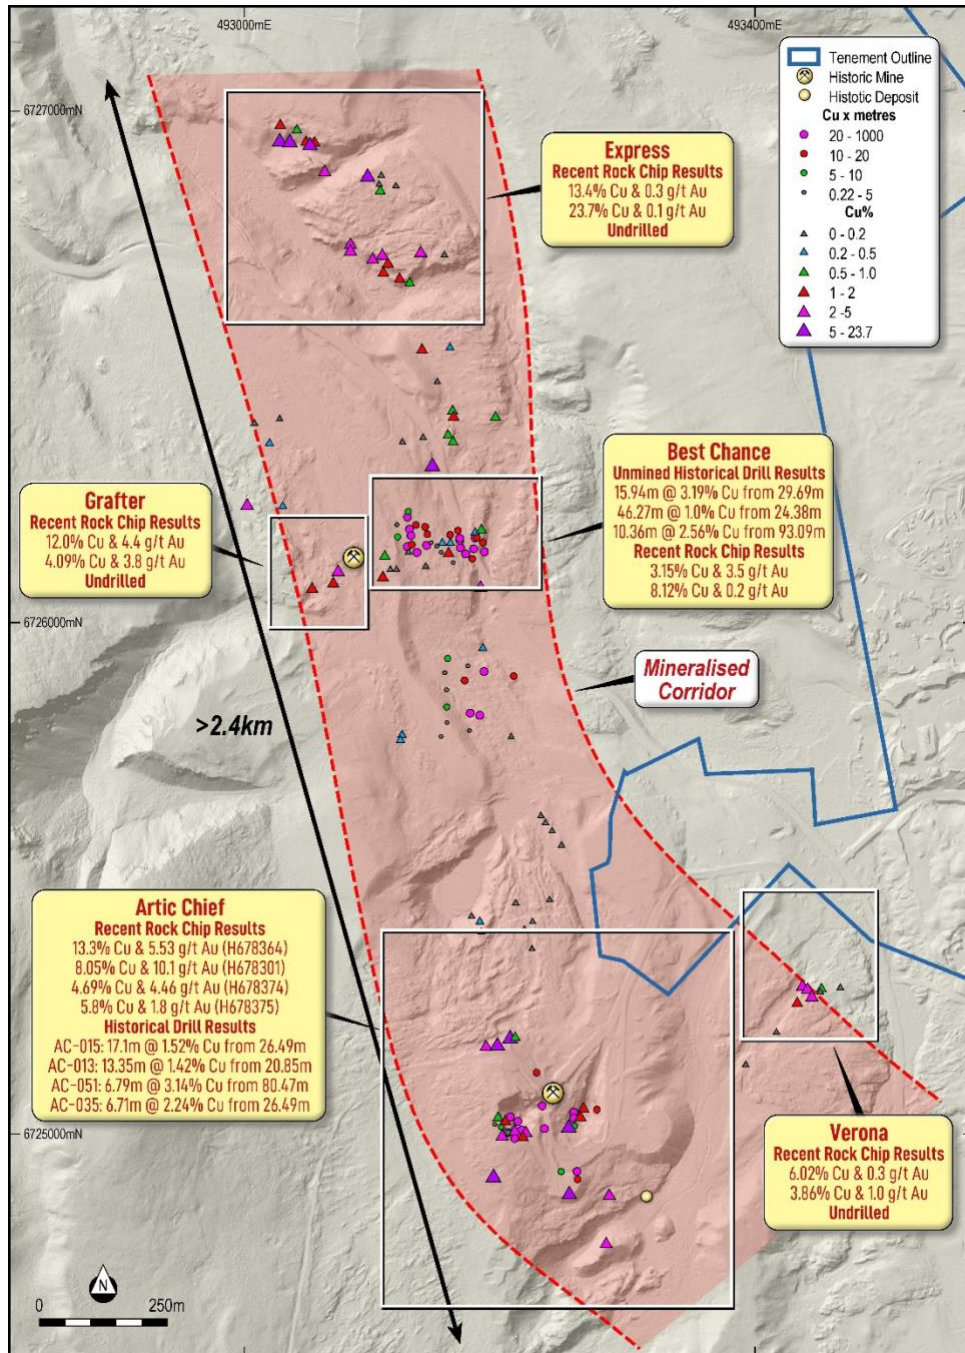 493000mE
493400mE
6727000mN
6726000mN
6725000mN
Tenement Outline
Historic Mine
Histotic Deposit
Cu x metres
20 - 1000
10 - 20
5 - 10
0.22 - 5
Cu%
0 - 0.2
0.2 - 0.5
0.5 - 1.0
1 - 2
2 -5
5 - 23.7
Express
Recent Rock Chip Results
13.4% Cu & 0.3 g/t Au
23.7% Cu & 0.1 g/t Au
Undrilled
Best Chance
Unmined Historical Drill Results
15.94m @ 3.19% Cu from 29.69m
46.27m @ 1.0% Cu from 24.38m
10.36m @ 2.56% Cu from 93.09m
Recent Rock Chip Results
3.15% Cu & 3.5 g/t Au
8.12% Cu & 0.2 g/t Au
Grafter
Recent Rock Chip Results
12.0% Cu & 4.4 g/t Au
4.09% Cu & 3.8 g/t Au
Undrilled
Mineralised
Corridor
>2.4km
Artic Chief
Recent Rock Chip Results
13.3% Cu & 5.53 g/t Au (H678364)
8.05% Cu & 10.1 g/t Au (H678301)
4.69% Cu & 4.46 g/t Au (H678374)
5.8% Cu & 1.8 g/t Au (H678375)
Historical Drill Results
AC-015: 17.1m @ 1.52% Cu from 26.49m
AC-013: 13.35m @ 1.42% Cu from 20.85m
AC-051: 6.79m @ 3.14% Cu from 80.47m
AC-035: 6.71m @ 2.24% Cu from 26.49m
Verona
Recent Rock Chip Results
6.02% Cu & 0.3 g/t Au
3.86% Cu & 1.0 g/t Au
Undrilled
N
0 250m